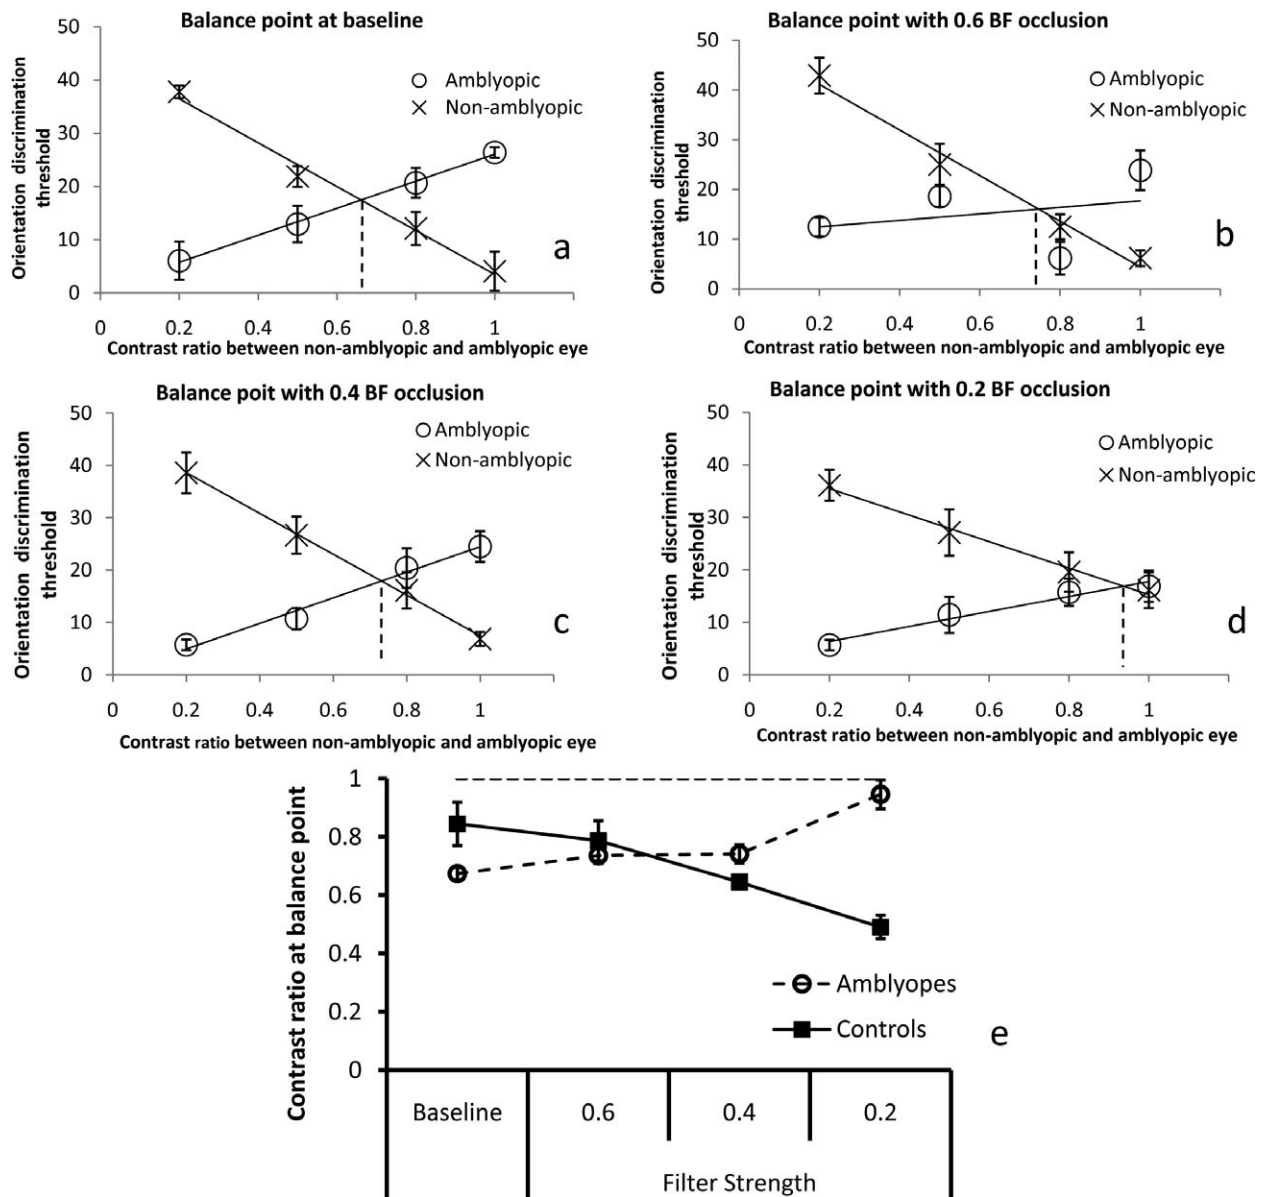 Balance point at baseline
50
40
30
20
10
0
0 0.2 0.4 0.6 0.8 1
Orientation discrimination
threshold
Amblyopic
Non-amblyopic
a
Contrast ratio between non-amblyopic and amblyopic eye
Balance point with 0.6 BF occlusion
50
40
30
20
10
0
0 0.2 0.4 0.6 0.8 1
Orientation discrimination
threshold
Amblyopic
Non-amblyopic
b
Contrast ratio between non-amblyopic and amblyopic eye
Balance poit with 0.4 BF occlusion
50
40
30
20
10
0
0 0.2 0.4 0.6 0.8 1
Orientation discrimination
threshold
Amblyopic
Non-amblyopic
c
Contrast ratio between non-amblyopic and amblyopic eye
Balance point with 0.2 BF occlusion
50
40
30
20
10
0
0 0.2 0.4 0.6 0.8 1
Orientation discrimination
threshold
Amblyopic
Non-amblyopic
d
Contrast ratio between non-amblyopic and amblyopic eye
Contrast ratio at balance point
1
0.8
0.6
0.4
0.2
0
Amblyopes
Controls
e
Baseline 0.6 0.4 0.2
Filter Strength